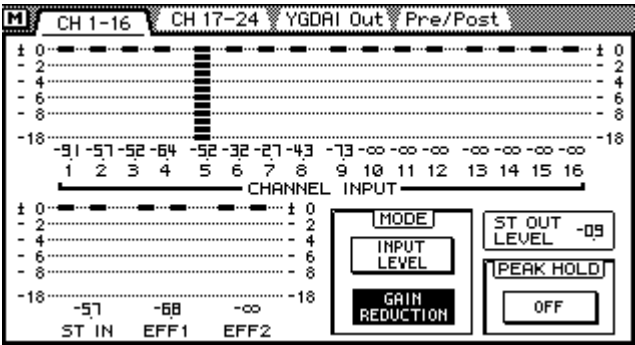 M CH 1-16 CH 17-24 YGDAI Out Pre/Post
± 0 ± 0
- 2 - 2
- 4 - 4
- 6 - 6
- 8 - 8
-18 -18
-91 -57 -52 -64 -52 -32 -27 -43 -73 -∞ -∞ -∞ -∞ -∞ -∞ -∞
1 2 3 4 5 6 7 8 9 10 11 12 13 14 15 16
CHANNEL INPUT
± 0 ± 0
- 2 - 2
- 4 - 4
- 6 - 6
- 8 - 8
-18 -18
-57 -68 -∞
ST IN EFF1 EFF2
MODE
INPUT
LEVEL
GAIN
REDUCTION
ST OUT
LEVEL -09
PEAK HOLD
OFF